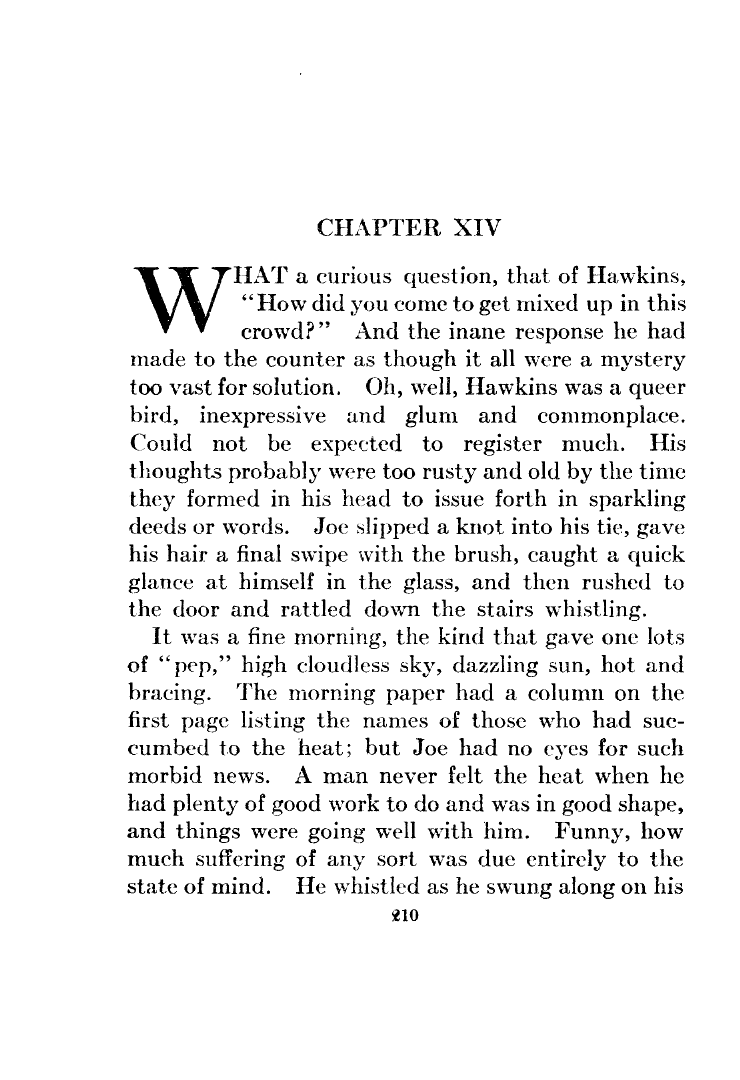 CHAPTER XIV
WHAT a curious question, that of Hawkins,
“How did you come to get mixed up in this
crowd?” And the inane response he had
made to the counter as though it all were a mystery
too vast for solution. Oh, well, Hawkins was a queer
bird, inexpressive and glum and commonplace.
Could not be expected to register much. His
thoughts probably were too rusty and old by the time
they formed in his head to issue forth in sparkling
deeds or words. Joe slipped a knot into his tie, gave
his hair a final swipe with the brush, caught a quick
glance at himself in the glass, and then rushed to
the door and rattled down the stairs whistling.
It was a fine morning, the kind that gave one lots
of “pep,” high cloudless sky, dazzling sun, hot and
bracing. The morning paper had a column on the
first page listing the names of those who had suc-
cumbed to the heat; but Joe had no eyes for such
morbid news. A man never felt the heat when he
had plenty of good work to do and was in good shape,
and things were going well with him. Funny, how
much suffering of any sort was due entirely to the
state of mind. He whistled as he swung along on his
210